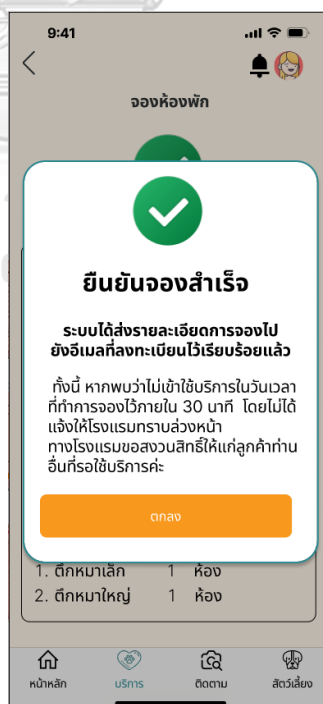 9:41
จองห้องพัก
ยืนยันจองสำเร็จ
ระบบได้ส่งรายละเอียดการจองไป
ยังอีเมลที่ลงทะเบียนไว้เรียบร้อยแล้ว
ทั้งนี้ หากพบว่าไม่เข้าใช้บริการในวันเวลา
ที่ทำการจองไว้ภายใน 30 นาที โดยไม่ได้
แจ้งให้โรงแรมทราบล่วงหน้า
ทางโรงแรมขอสงวนสิทธิ์ให้แก่ลูกค้าท่าน
อื่นที่รอใช้บริการค่ะ
ตกลง
1. ตึกหมาเล็ก 1 ห้อง
2. ตึกหมาใหญ่ 1 ห้อง
หน้าหลัก บริการ ติดตาม สัตว์เลี้ยง